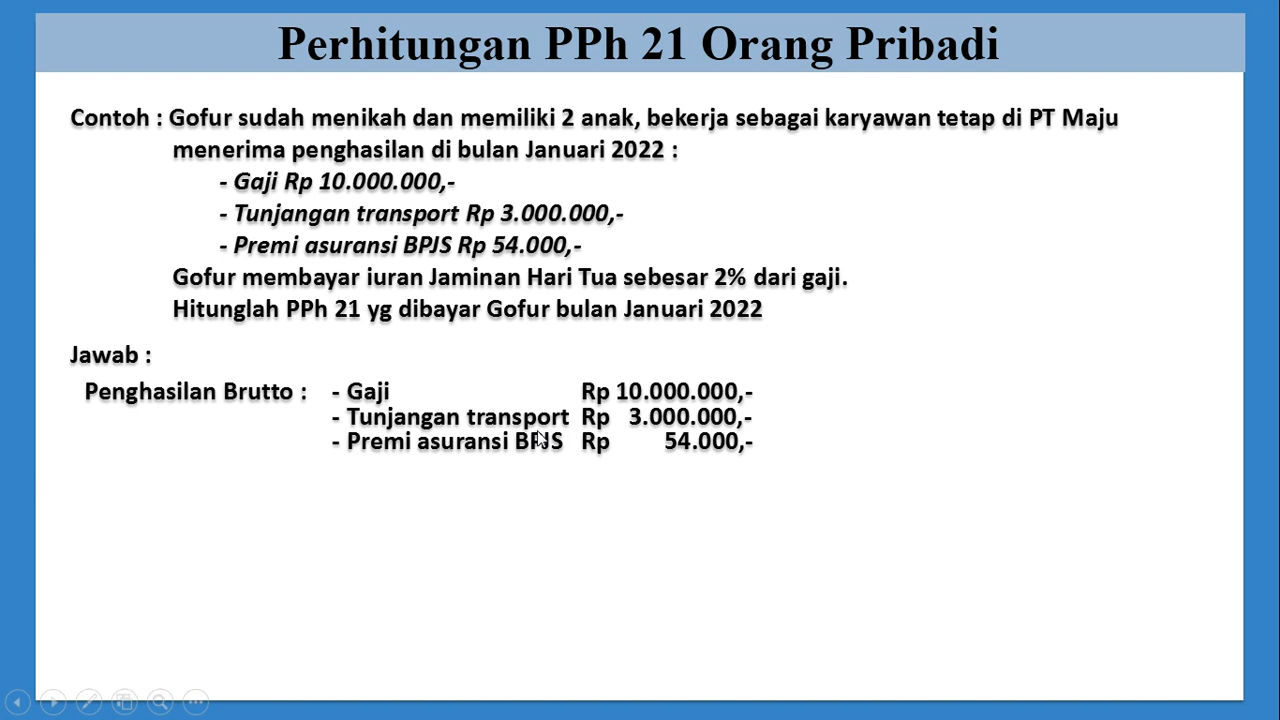 Perhitungan PPh 21 Orang Pribadi
Contoh : Gofur sudah menikah dan memiliki 2 anak, bekerja sebagai karyawan tetap di PT Maju
menerima penghasilan di bulan Januari 2022 :
- Gaji Rp 10.000.000,-
- Tunjangan transport Rp 3.000.000,-
- Premi asuransi BPJS Rp 54.000,-
Gofur membayar iuran Jaminan Hari Tua sebesar 2% dari gaji.
Hitunglah PPh 21 yg dibayar Gofur bulan Januari 2022
Jawab :
Penghasilan Brutto : - Gaji Rp 10.000.000,-
- Tunjangan transport Rp 3.000.000,-
- Premi asuransi BPJS Rp 54.000,-